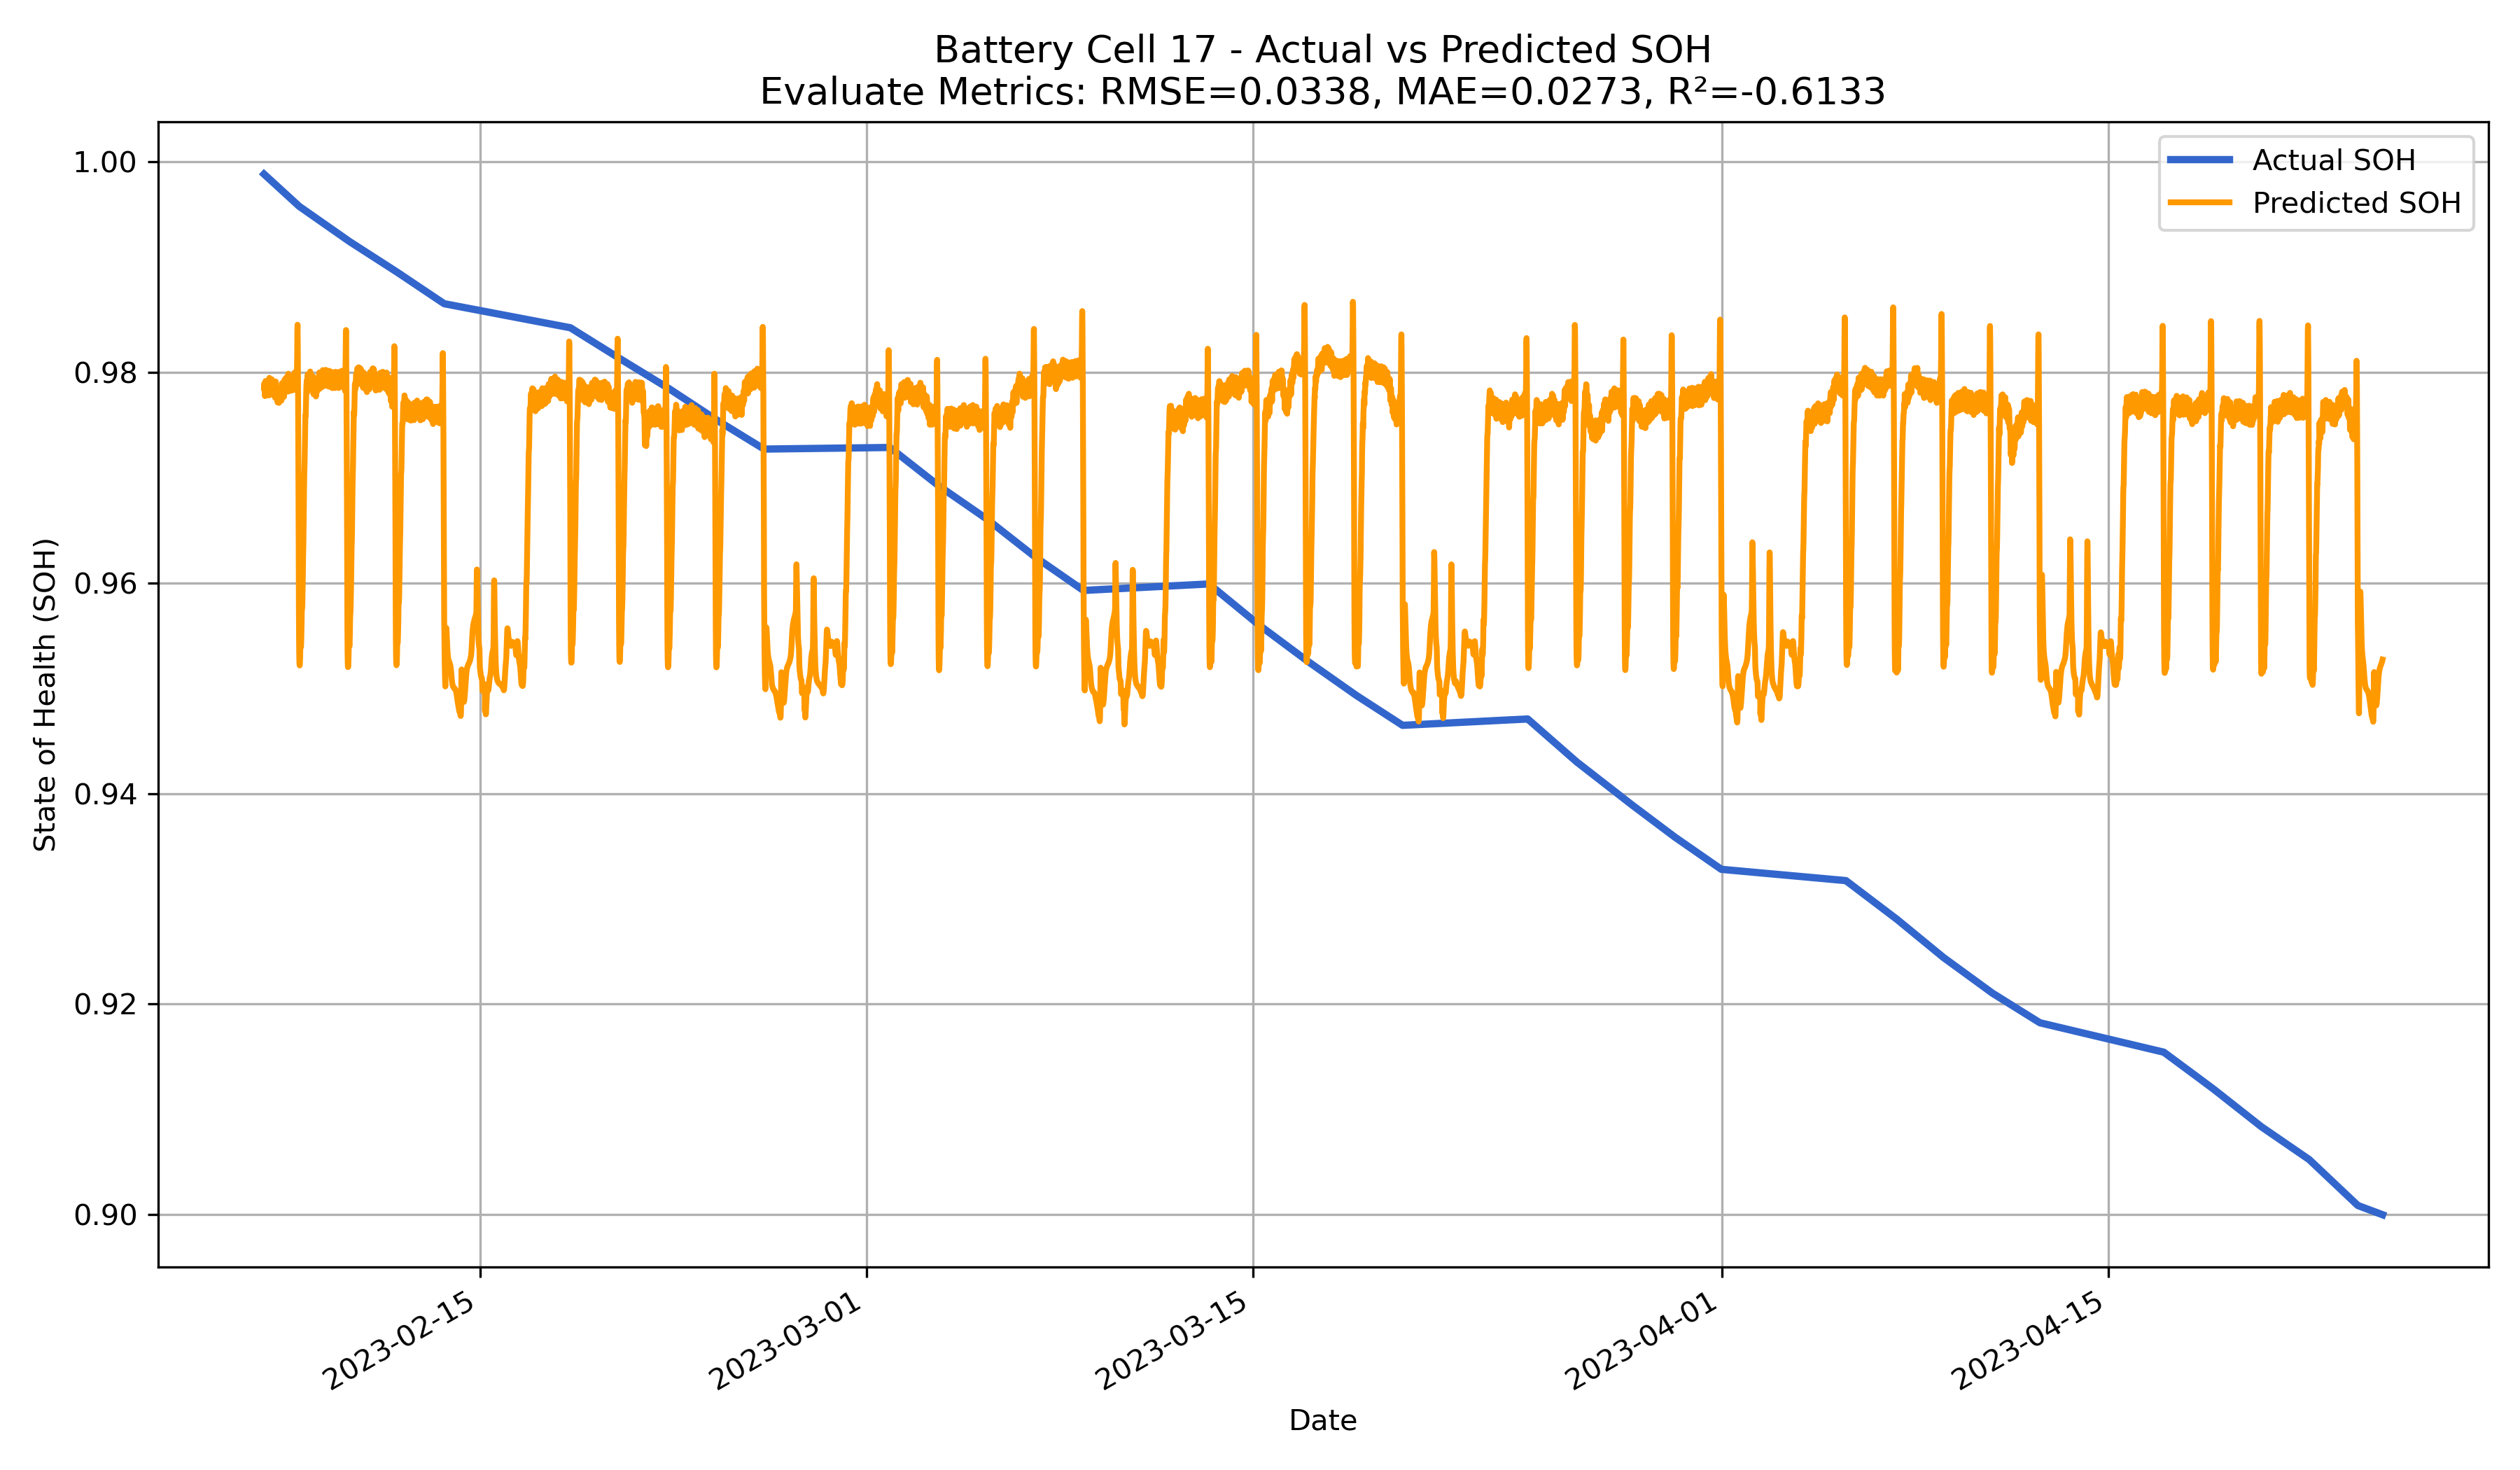 Battery Cell 17 - Actual vs Predicted SOH
Evaluate Metrics: RMSE=0.0338, MAE=0.0273, R²=-0.6133
Actual SOH
Predicted SOH
State of Health (SOH)
1.00
0.98
0.96
0.94
0.92
0.90
2023-02-15
2023-03-01
2023-03-15
2023-04-01
2023-04-15
Date